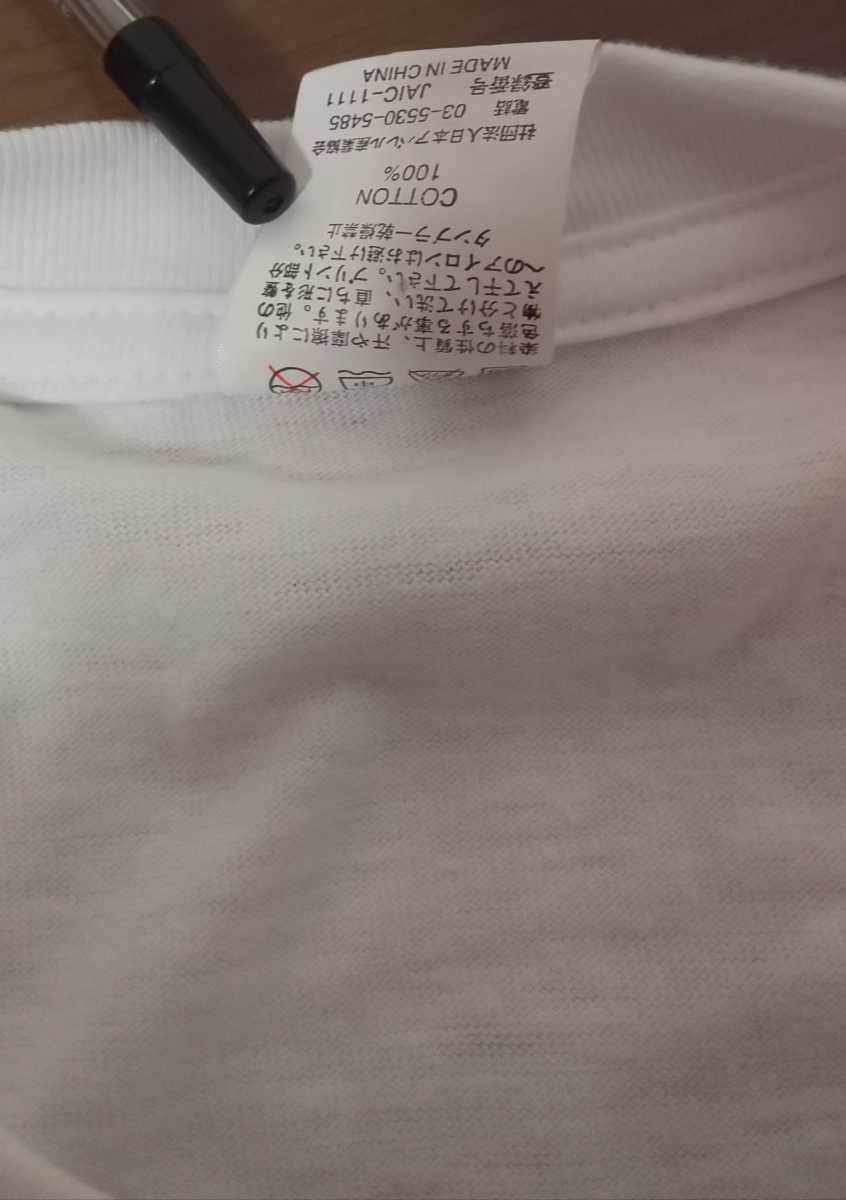 染料の性質上、汗や摩擦により
色落ちする事があります。他の
物と分けて洗い、直ちに形を整
えて干して下さい。プリント部分
へのアイロンはお避け下さい。
タンブラー乾燥禁止
COTTON
100%
社団法人日本アパレル産業協会
電話 03-5530-5485
登録番号 JAIC-1111
MADE IN CHINA